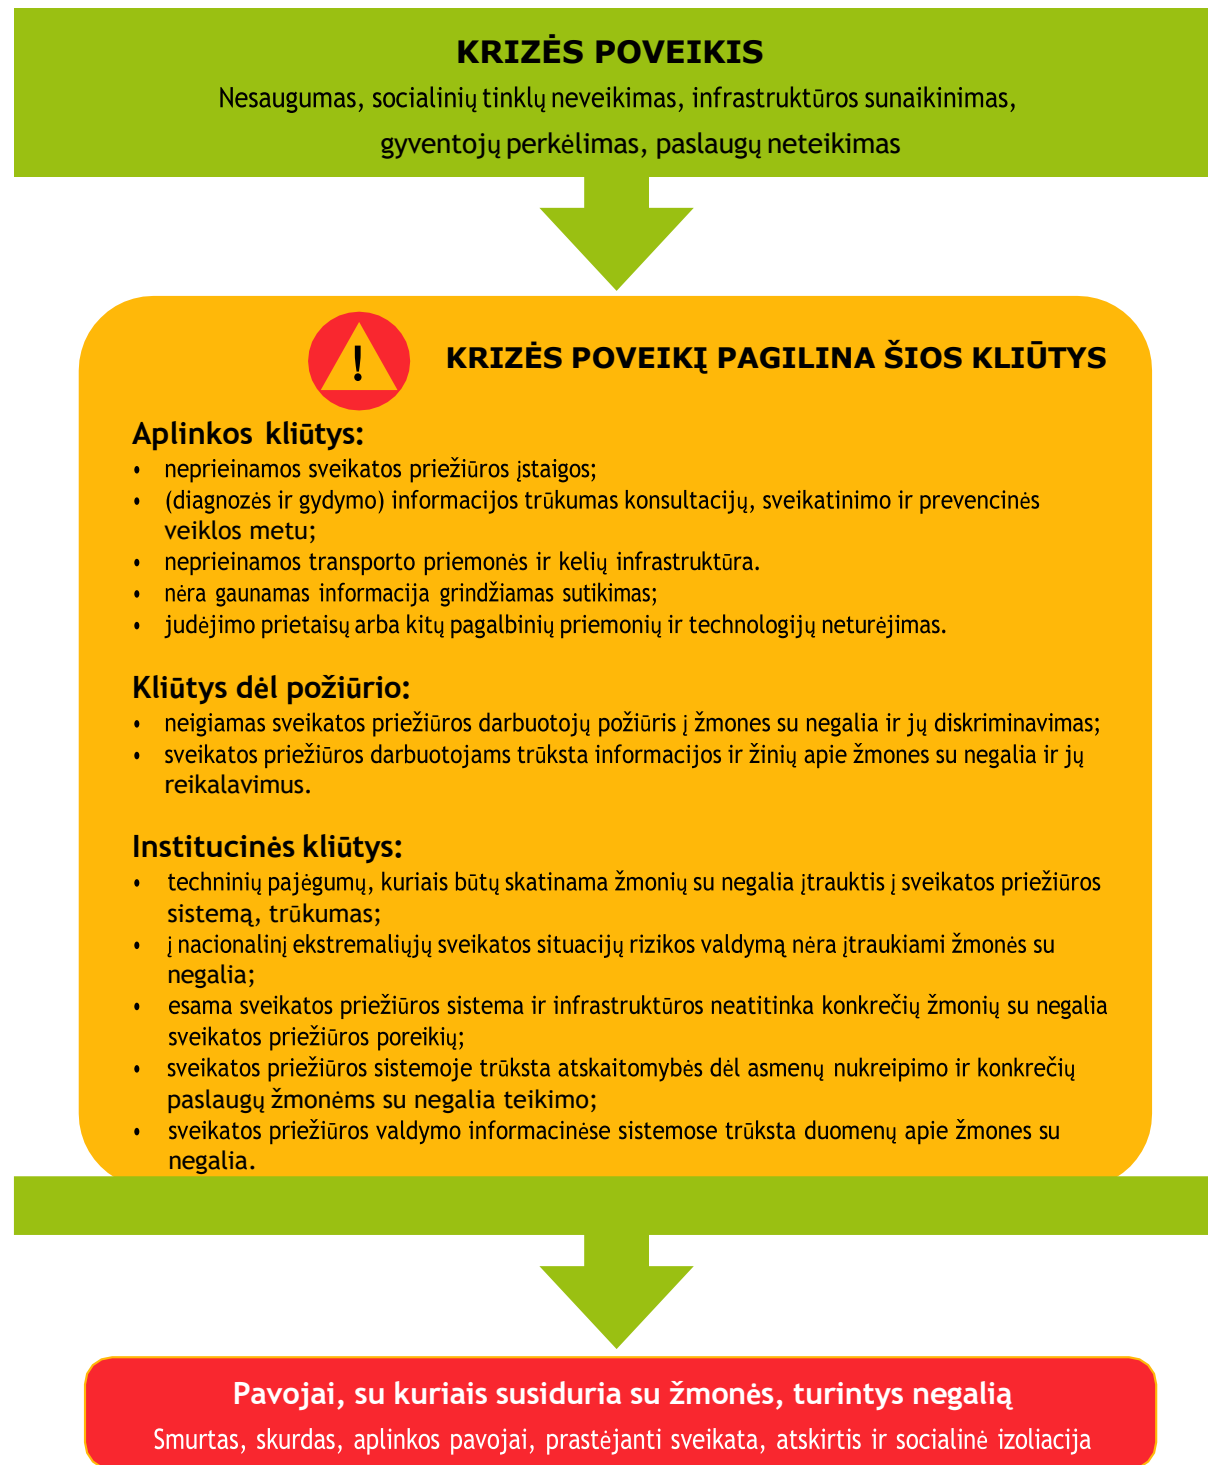 KRIZĖS POVEIKIS
Nesaugumas, socialinių tinklų neveikimas, infrastruktūros sunaikinimas,
gyventojų perkėlimas, paslaugų neteikimas
!
KRIZĖS POVEIKĮ PAGILINA ŠIOS KLIŪTYS
Aplinkos kliūtys:
• neprieinamos sveikatos priežiūros įstaigos;
• (diagnozės ir gydymo) informacijos trūkumas konsultacijų, sveikatinimo ir prevencinės
veiklos metu;
• neprieinamos transporto priemonės ir kelių infrastruktūra.
• nėra gaunamas informacija grindžiamas sutikimas;
• judėjimo prietaisų arba kitų pagalbinių priemonių ir technologijų neturėjimas.
Kliūtys dėl požiūrio:
• neigiamas sveikatos priežiūros darbuotojų požiūris į žmones su negalia ir jų diskriminavimas;
• sveikatos priežiūros darbuotojams trūksta informacijos ir žinių apie žmones su negalia ir jų
reikalavimus.
Institucinės kliūtys:
• techninių pajėgumų, kuriais būtų skatinama žmonių su negalia įtrauktis į sveikatos priežiūros
sistemą, trūkumas;
• į nacionalinį ekstremaliųjų sveikatos situacijų rizikos valdymą nėra įtraukiami žmonės su
negalia;
• esama sveikatos priežiūros sistema ir infrastruktūros neatitinka konkrečių žmonių su negalia
sveikatos priežiūros poreikių;
• sveikatos priežiūros sistemoje trūksta atskaitomybės dėl asmenų nukreipimo ir konkrečių
paslaugų žmonėms su negalia teikimo;
• sveikatos priežiūros valdymo informacinėse sistemose trūksta duomenų apie žmones su
negalia.
Pavojai, su kuriais susiduria su žmonės, turintys negalią
Smurtas, skurdas, aplinkos pavojai, prastėjanti sveikata, atskirtis ir socialinė izoliacija